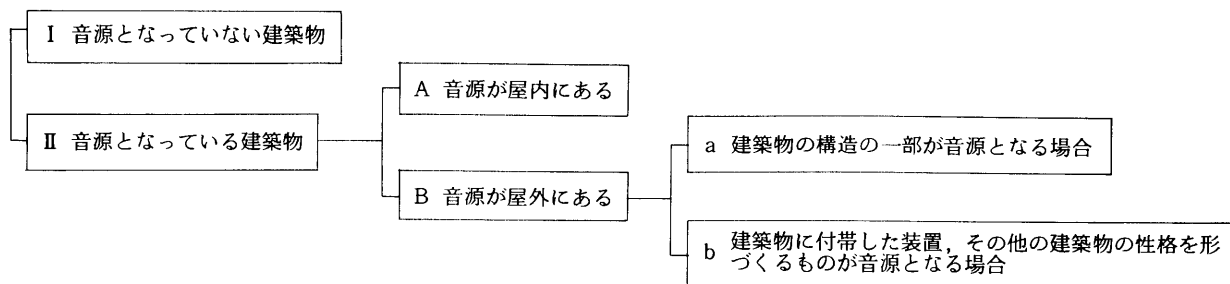 Ⅰ 音源となっていない建築物
Ⅱ 音源となっている建築物
A 音源が屋内にある
B 音源が屋外にある
a 建築物の構造の一部が音源となる場合
b 建築物に付帯した装置，その他の建築物の性格を形
づくるものが音源となる場合